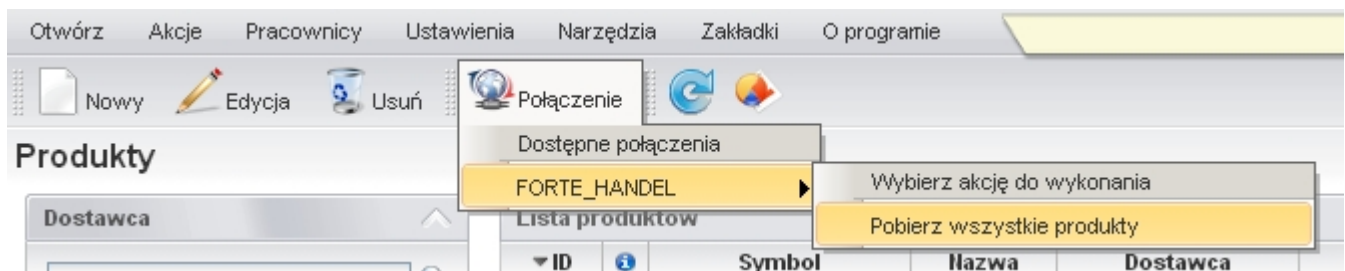 Otwórz Akcje Pracownicy Ustawienia Narzędzia Zakładki O programie
Nowy Edycja Usuń Połączenie
Dostępne połączenia
Produkty
FORTE_HANDEL Wybierz akcję do wykonania
Dostawca Lista produktów Pobierz wszystkie produkty
ID Symbol Nazwa Dostawca